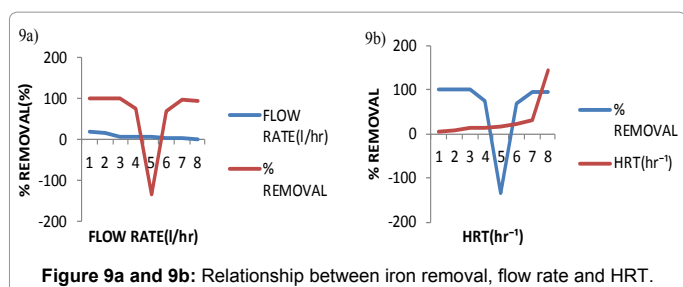 9a)
200
100
0
-100
-200
% REMOVAL(%)
1 2 3 4 5 6 7 8
FLOW RATE(l/hr)
FLOW
RATE(l/hr)
%
REMOVAL
9b)
200
100
0
-100
-200
% REMOVAL
1 2 3 4 5 6 7 8
HRT(hr⁻¹)
%
REMOVAL
HRT(hr⁻¹)
Figure 9a and 9b: Relationship between iron removal, flow rate and HRT.